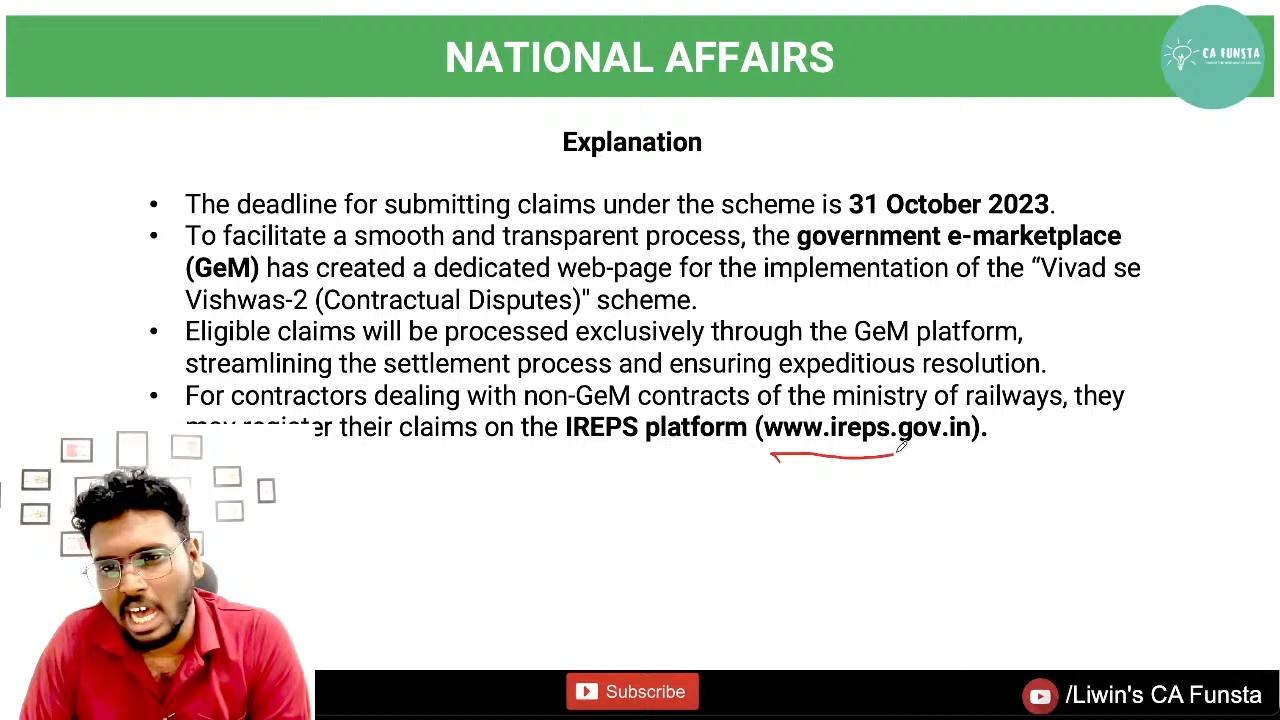 NATIONAL AFFAIRS
CA FUNSTA
Explanation
• The deadline for submitting claims under the scheme is 31 October 2023.
• To facilitate a smooth and transparent process, the government e-marketplace
(GeM) has created a dedicated web-page for the implementation of the “Vivad se
Vishwas-2 (Contractual Disputes)" scheme.
• Eligible claims will be processed exclusively through the GeM platform,
streamlining the settlement process and ensuring expeditious resolution.
• For contractors dealing with non-GeM contracts of the ministry of railways, they
may register their claims on the IREPS platform (www.ireps.gov.in).
Subscribe
/Liwin's CA Funsta